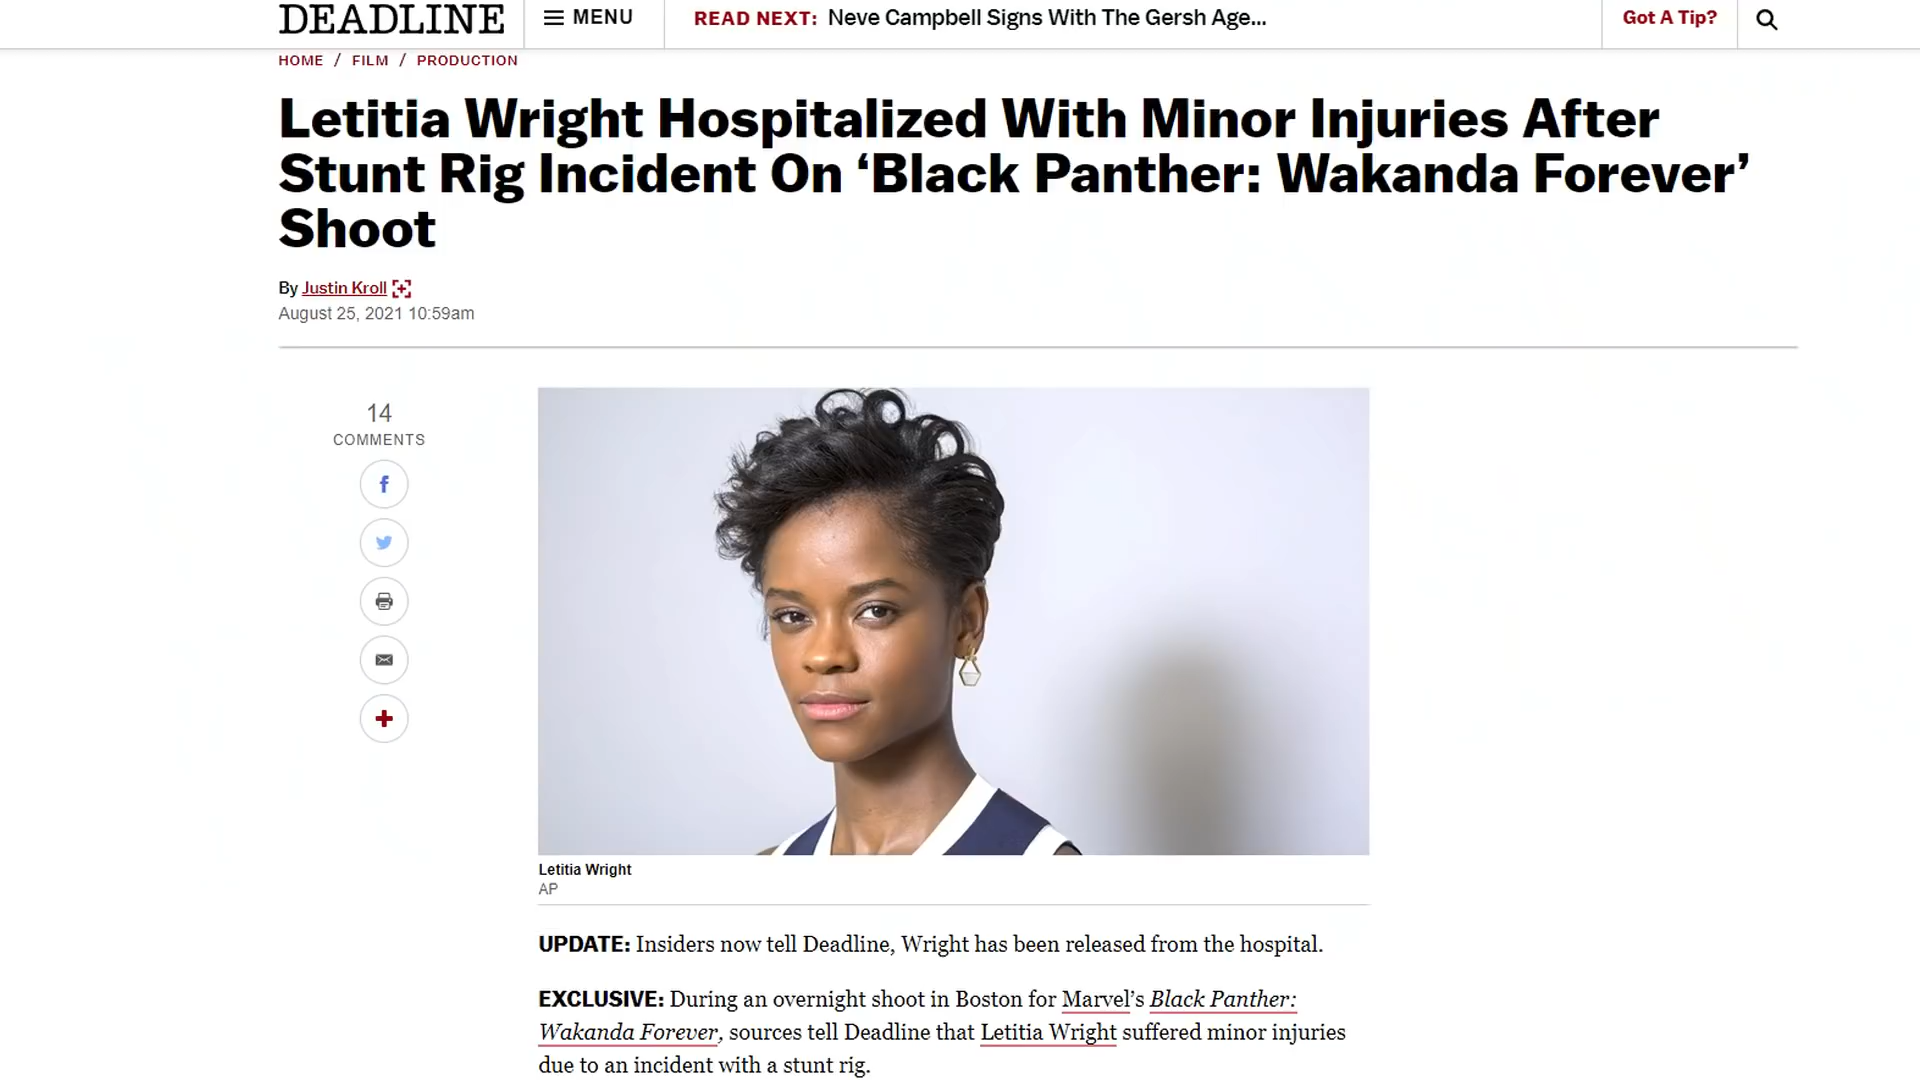 DEADLINE
MENU
READ NEXT: Neve Campbell Signs With The Gersh Age...
Got A Tip?
HOME / FILM / PRODUCTION
Letitia Wright Hospitalized With Minor Injuries After
Stunt Rig Incident On ‘Black Panther: Wakanda Forever’
Shoot
By Justin Kroll
August 25, 2021 10:59am
14
COMMENTS
Letitia Wright
AP
UPDATE: Insiders now tell Deadline, Wright has been released from the hospital.
EXCLUSIVE: During an overnight shoot in Boston for Marvel’s Black Panther:
Wakanda Forever, sources tell Deadline that Letitia Wright suffered minor injuries
due to an incident with a stunt rig.